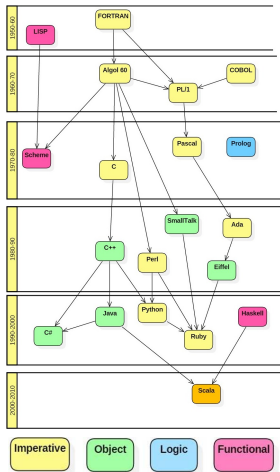 1950-60
FORTRAN
LISP
1960-70
Algol 60
COBOL
PL/1
1970-80
Scheme
C
Pascal
Prolog
1980-90
SmallTalk
Ada
C++
Perl
Eiffel
1990-2000
Java
Python
Haskell
C#
Ruby
2000-2010
Scala
Imperative
Object
Logic
Functional